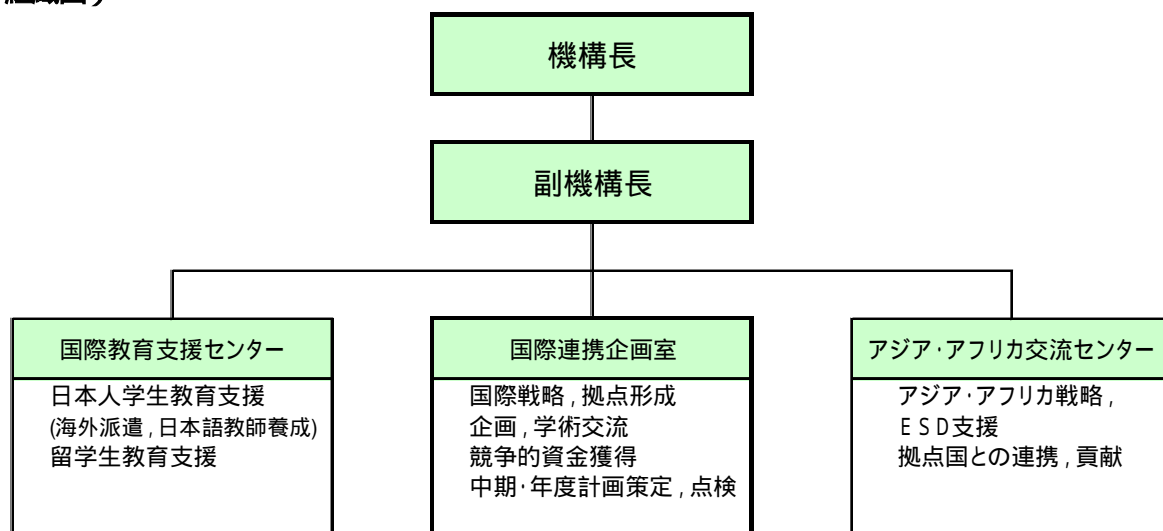 機構長
副機構長
国際教育支援センター
日本人学生教育支援
(海外派遣,日本語教師養成)
留学生教育支援
国際連携企画室
国際戦略,拠点形成
企画,学術交流
競争的資金獲得
中期・年度計画策定,点検
アジア・アフリカ交流センター
アジア・アフリカ戦略,
ESD支援
拠点国との連携,貢献